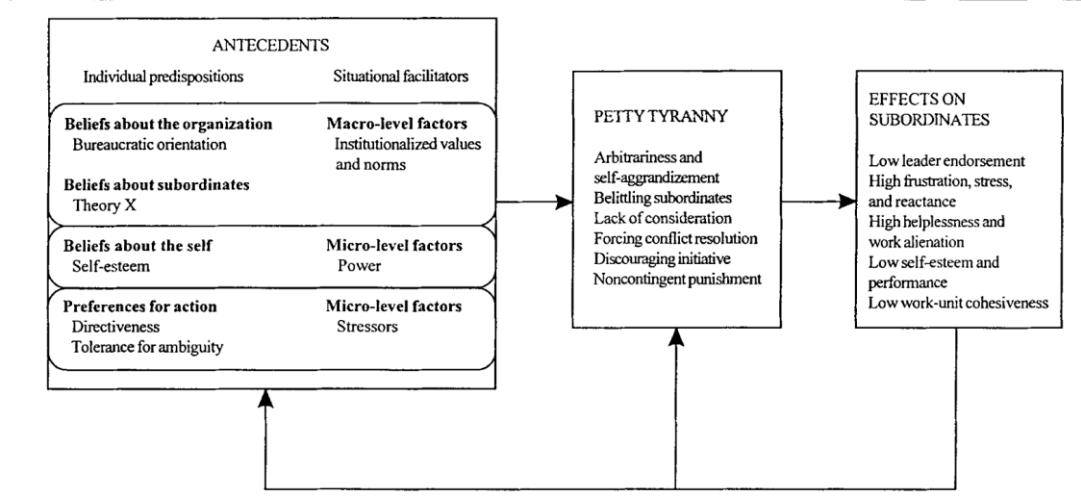 ANTECEDENTS
Individual predispositions
Situational facilitators
Beliefs about the organization
Bureaucratic orientation
Macro-level factors
Institutionalized values
and norms
Beliefs about subordinates
Theory X
Beliefs about the self
Self-esteem
Micro-level factors
Power
Preferences for action
Directiveness
Tolerance for ambiguity
Micro-level factors
Stressors
PETTY TYRANNY
Arbitrariness and
self-aggrandizement
Belittling subordinates
Lack of consideration
Forcing conflict resolution
Discouraging initiative
Noncontingent punishment
EFFECTS ON
SUBORDINATES
Low leader endorsement
High frustration, stress,
and reactance
High helplessness and
work alienation
Low self-esteem and
performance
Low work-unit cohesiveness